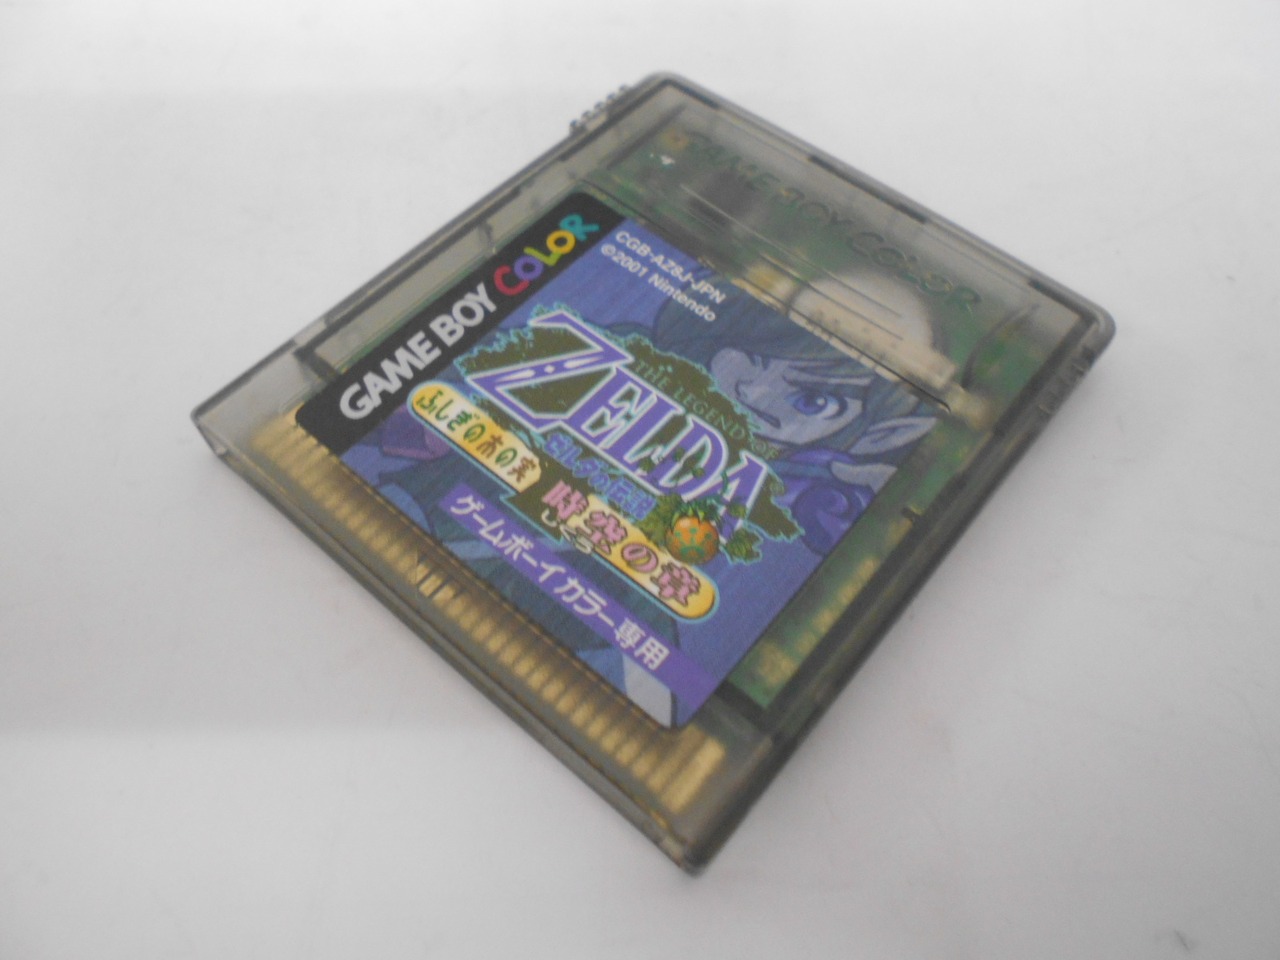 GAME BOY COLOR
GAME BOY COLOR
CGB-AZ8J-JPN
©2001 Nintendo
THE LEGEND OF
ZELDA
ゼルダの伝説
ふしぎの木の実
時空の章
じくう
ゲームボーイカラー専用